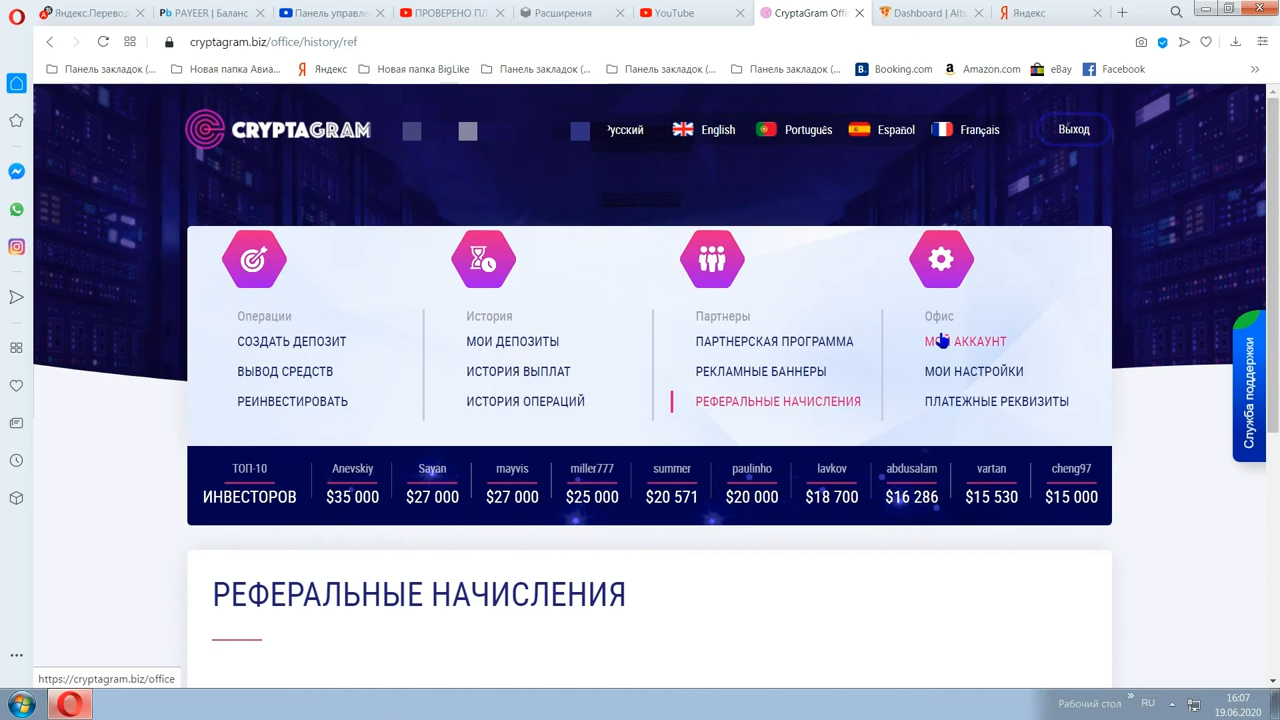 Яндекс.Перевод
PAYEER | Баланс
Панель управле
ПРОВЕРЕНО ПЛ
Расширения
YouTube
CryptaGram Offi
Dashboard | Alts
Яндекс
cryptagram.biz/office/history/ref
Панель закладок (...
Новая папка Авиа...
Яндекс
Новая папка BigLike
Панель закладок (...
Панель закладок (...
Панель закладок (...
Booking.com
Amazon.com
eBay
Facebook
CRYPTAGRAM
Русский
English
Português
Español
Français
Выход
Операции
СОЗДАТЬ ДЕПОЗИТ
ВЫВОД СРЕДСТВ
РЕИНВЕСТИРОВАТЬ
История
МОИ ДЕПОЗИТЫ
ИСТОРИЯ ВЫПЛАТ
ИСТОРИЯ ОПЕРАЦИЙ
Партнеры
ПАРТНЕРСКАЯ ПРОГРАММА
РЕКЛАМНЫЕ БАННЕРЫ
РЕФЕРАЛЬНЫЕ НАЧИСЛЕНИЯ
Офис
МОЙ АККАУНТ
МОИ НАСТРОЙКИ
ПЛАТЕЖНЫЕ РЕКВИЗИТЫ
Служба поддержки
ТОП-10 Anevskiy Sayan mayvis miller777 summer paulinho lavkov abdusalam vartan cheng97
ИНВЕСТОРОВ $35 000 $27 000 $27 000 $25 000 $20 571 $20 000 $18 700 $16 286 $15 530 $15 000
РЕФЕРАЛЬНЫЕ НАЧИСЛЕНИЯ
https://cryptagram.biz/office
Рабочий стол
RU
16:07
19.06.2020